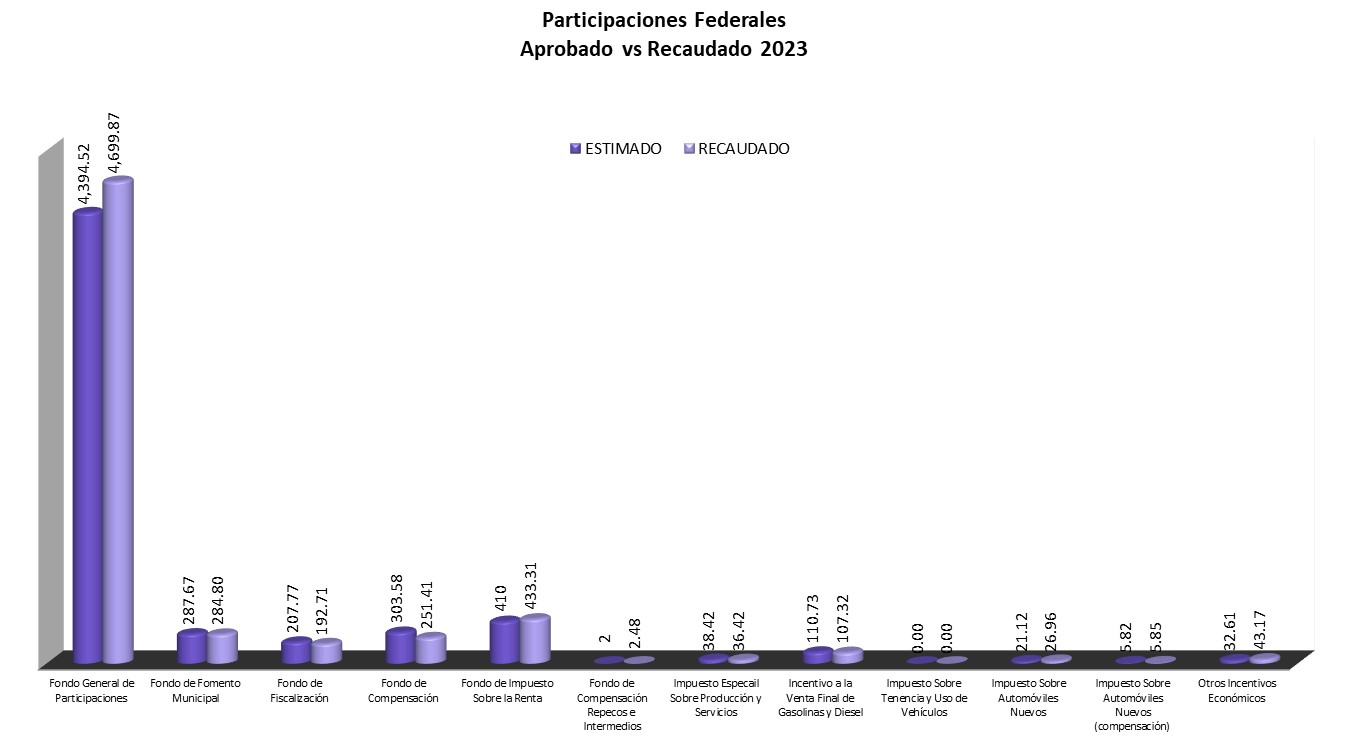 Participaciones Federales
Aprobado vs Recaudado 2023
ESTIMADO
RECAUDADO
4,394.52
4,699.87
287.67
284.80
207.77
192.71
303.58
251.41
410
433.31
2
2.48
38.42
36.42
110.73
107.32
0.00
0.00
21.12
26.96
5.82
5.85
32.61
43.17
Fondo General de
Participaciones
Fondo de Fomento
Municipal
Fondo de
Fiscalización
Fondo de
Compensación
Fondo de Impuesto
Sobre la Renta
Fondo de
Compensación
Repecos e
Intermedios
Impuesto Especail
Sobre Producción y
Servicios
Incentivo a la
Venta Final de
Gasolinas y Diesel
Impuesto Sobre
Tenencia y Uso de
Vehículos
Impuesto Sobre
Automóviles
Nuevos
Impuesto Sobre
Automóviles
Nuevos
(compensación)
Otros Incentivos
Económicos